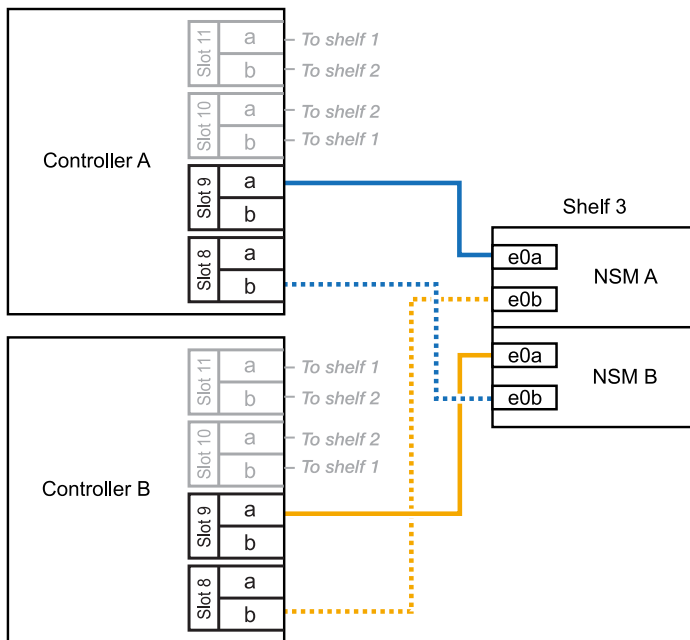 Controller A
Slot 11
a
To shelf 1
b
To shelf 2
Slot 10
a
To shelf 2
b
To shelf 1
Slot 9
a
b
Slot 8
a
b
Controller B
Slot 11
a
To shelf 1
b
To shelf 2
Slot 10
a
To shelf 2
b
To shelf 1
Slot 9
a
b
Slot 8
a
b
Shelf 3
e0a
NSM A
e0b
e0a
NSM B
e0b